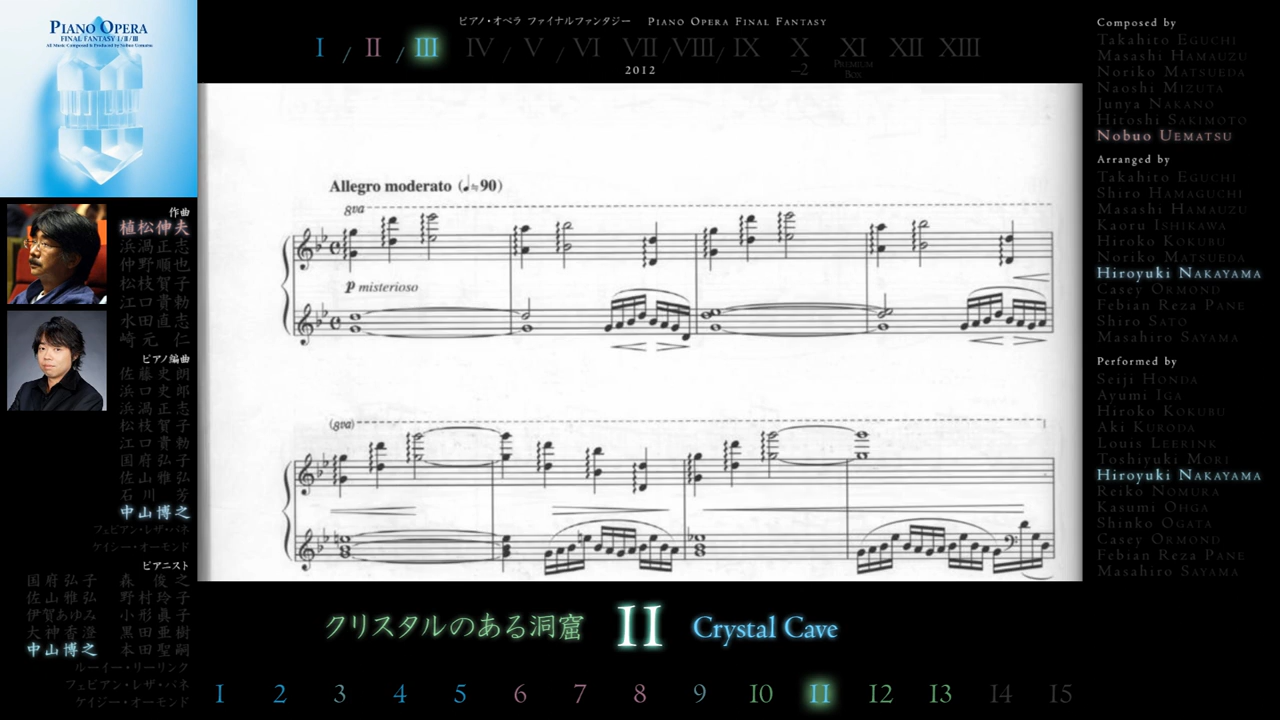 PIANO OPERA
FINAL FANTASY I/II/III
All Music Composed & Produced by Nobuo Uematsu
ピアノ・オペラ ファイナルファンタジー PIANO OPERA FINAL FANTASY
I / II / III IV / V / VI VII / VIII / IX X XI XII XIII
–2 PREMIUM BOX
2012
作曲
植松伸夫
浜渦正志
仲野順也
松枝賀子
江口貴勅
水田直志
崎元 仁
ピアノ編曲
佐藤史朗
浜口史郎
浜渦正志
松枝賀子
江口貴勅
国府弘子
佐山雅弘
石川 芳
中山博之
フェビアン・レザ・パネ
ケイシー・オーモンド
ピアニスト
国府弘子 森 俊之
佐山雅弘 野村玲子
伊賀あゆみ 小形眞子
大神香澄 黒田亜樹
中山博之 本田聖嗣
ルーイー・リーリンク
フェビアン・レザ・パネ
ケイジー・オーモンド
Allegro moderato (♩≒90)
8va
p misterioso
(8va)
クリスタルのある洞窟 II Crystal Cave
1 2 3 4 5 6 7 8 9 10 11 12 13 14 15
Composed by
Takahito EGUCHI
Masashi HAMAUZU
Noriko MATSUEDA
Naoshi MIZUTA
Junya NAKANO
Hitoshi SAKIMOTO
Nobuo UEMATSU
Arranged by
Takahito EGUCHI
Shiro HAMAGUCHI
Masashi HAMAUZU
Kaoru ISHIKAWA
Hiroko KOKUBU
Noriko MATSUEDA
Hiroyuki NAKAYAMA
Casey ORMOND
Febian Reza PANE
Shiro SATO
Masahiro SAYAMA
Performed by
Seiji HONDA
Ayumi IGA
Hiroko KOKUBU
Aki KURODA
Louis LEERINK
Toshiyuki MORI
Hiroyuki NAKAYAMA
Reiko NOMURA
Kasumi OHGA
Shinko OGATA
Casey ORMOND
Febian Reza PANE
Masahiro SAYAMA